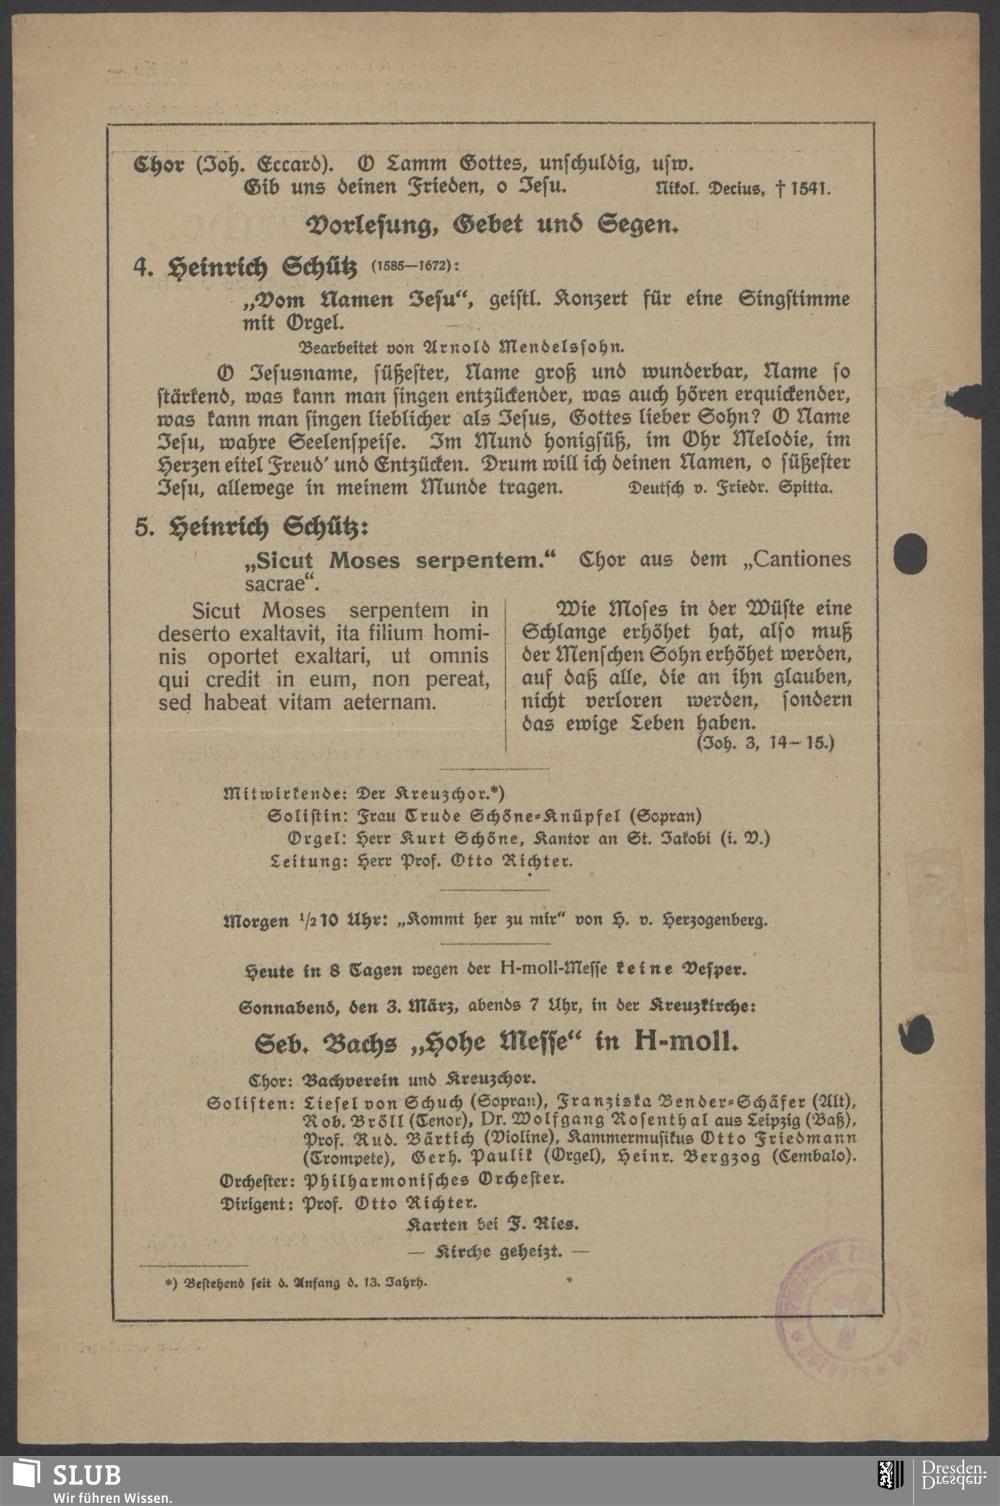 Chor (Joh. Eccard). O Lamm Gottes, unschuldig, usw.
Gib uns deinen Frieden, o Jesu. Nikol. Decius, † 1541.
Vorlesung, Gebet und Segen.
4. Heinrich Schütz (1585—1672):
„Vom Namen Jesu“, geistl. Konzert für eine Singstimme
mit Orgel.
Bearbeitet von Arnold Mendelssohn.
O Jesusname, süßester, Name groß und wunderbar, Name so
stärkend, was kann man singen entzückender, was auch hören erquickender,
was kann man singen lieblicher als Jesus, Gottes lieber Sohn? O Name
Jesu, wahre Seelenspeise. Im Mund honigsüß, im Ohr Melodie, im
Herzen eitel Freud' und Entzücken. Drum will ich deinen Namen, o süßester
Jesu, allewege in meinem Munde tragen. Deutsch v. Friedr. Spitta.
5. Heinrich Schütz:
„Sicut Moses serpentem.“ Chor aus dem „Cantiones
sacrae“.
Sicut Moses serpentem in
deserto exaltavit, ita filium homi-
nis oportet exaltari, ut omnis
qui credit in eum, non pereat,
sed habeat vitam aeternam.
Wie Moses in der Wüste eine
Schlange erhöhet hat, also muß
der Menschen Sohn erhöhet werden,
auf daß alle, die an ihn glauben,
nicht verloren werden, sondern
das ewige Leben haben.
(Joh. 3, 14—15.)
Mitwirkende: Der Kreuzchor.*)
Solistin: Frau Trude Schöne-Knüpfel (Sopran)
Orgel: Herr Kurt Schöne, Kantor an St. Jakobi (i. V.)
Leitung: Herr Prof. Otto Richter.
Morgen 1/2 10 Uhr: „Kommt her zu mir“ von H. v. Herzogenberg.
Heute in 8 Tagen wegen der H-moll-Messe keine Vesper.
Sonnabend, den 3. März, abends 7 Uhr, in der Kreuzkirche:
Seb. Bachs „Hohe Messe“ in H-moll.
Chor: Bachverein und Kreuzchor.
Solisten: Liesel von Schuch (Sopran), Franziska Bender-Schäfer (Alt),
Rob. Bröll (Tenor), Dr. Wolfgang Rosenthal aus Leipzig (Baß),
Prof. Rud. Bärtich (Violine), Kammermusikus Otto Friedmann
(Trompete), Gerh. Paulik (Orgel), Heinr. Bergzog (Cembalo).
Orchester: Philharmonisches Orchester.
Dirigent: Prof. Otto Richter.
Karten bei F. Ries.
— Kirche geheizt. —
*) Bestehend seit d. Anfang d. 13. Jahrh.
SLUB
Wir führen Wissen.
Dresden.
Dresden.